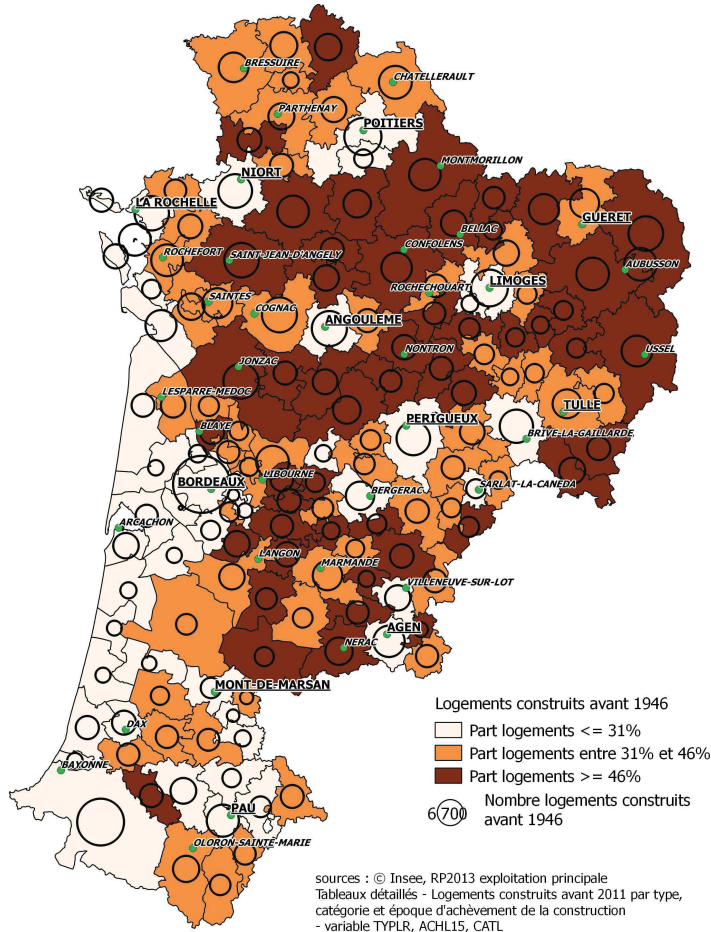 BRESSUIRE
CHATELLERAULT
PARTHENAY
POITIERS
MONTMORILLON
NIORT
LA ROCHELLE
GUERET
BELLAC
ROCHEFORT
SAINT-JEAN-D'ANGELY
CONFOLENS
AUBUSSON
LIMOGES
ROCHECHOUART
SAINTES
COGNAC
ANGOULEME
NONTRON
USSEL
JONZAC
LESPARRE-MEDOC
TULLE
BLAYE
PERIGUEUX
BRIVE-LA-GAILLARDE
LIBOURNE
BORDEAUX
BERGERAC
SARLAT-LA-CANEDA
ARCACHON
LANGON
MARMANDE
VILLENEUVE-SUR-LOT
AGEN
NERAC
MONT-DE-MARSAN
DAX
BAYONNE
PAU
OLORON-SAINTE-MARIE
Logements construits avant 1946
Part logements <= 31%
Part logements entre 31% et 46%
Part logements >= 46%
6 700 Nombre logements construits
avant 1946
sources : © Insee, RP2013 exploitation principale
Tableaux détaillés - Logements construits avant 2011 par type,
catégorie et époque d'achèvement de la construction
- variable TYPLR, ACHL15, CATL